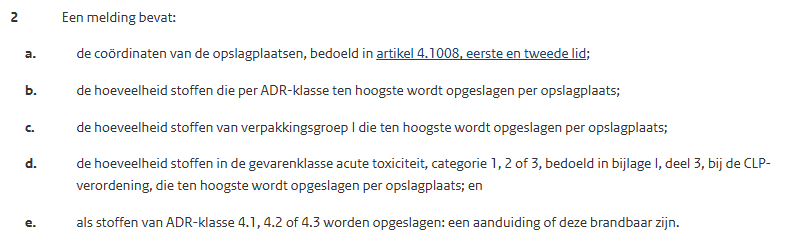 2 Een melding bevat:
a. de coördinaten van de opslagplaatsen, bedoeld in artikel 4.1008, eerste en tweede lid;
b. de hoeveelheid stoffen die per ADR-klasse ten hoogste wordt opgeslagen per opslagplaats;
c. de hoeveelheid stoffen van verpakkingsgroep I die ten hoogste wordt opgeslagen per opslagplaats;
d. de hoeveelheid stoffen in de gevarenklasse acute toxiciteit, categorie 1, 2 of 3, bedoeld in bijlage I, deel 3, bij de CLP-
verordening, die ten hoogste wordt opgeslagen per opslagplaats; en
e. als stoffen van ADR-klasse 4.1, 4.2 of 4.3 worden opgeslagen: een aanduiding of deze brandbaar zijn.